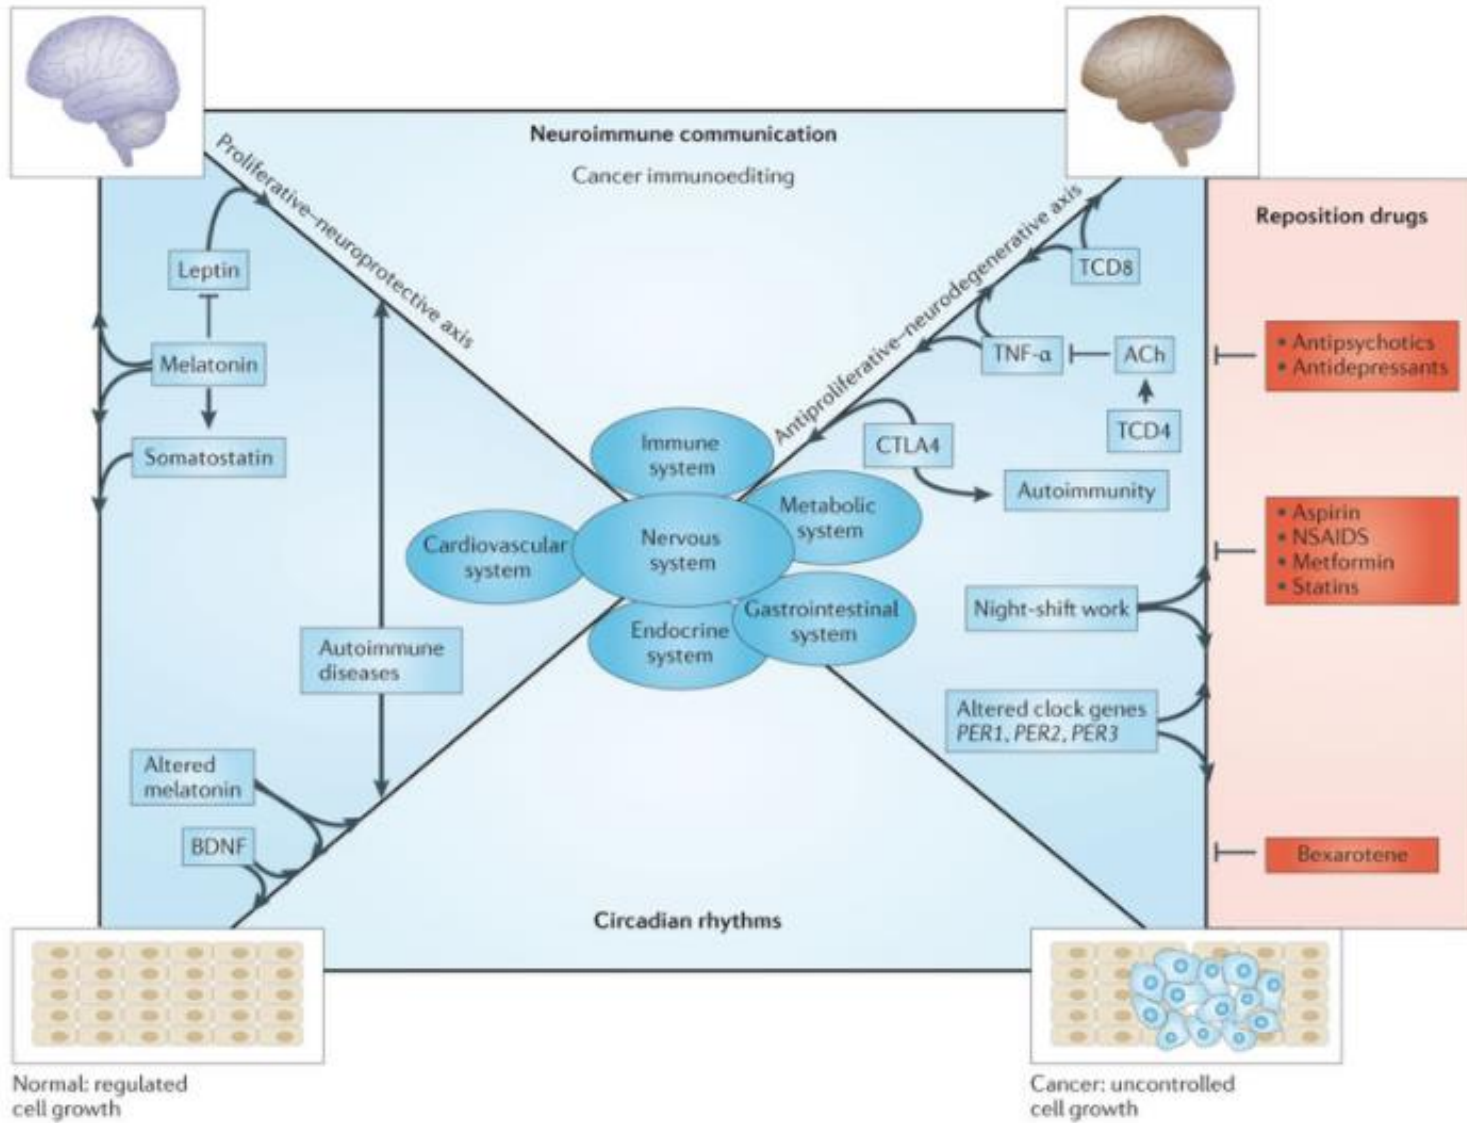 Neuroimmune communication
Cancer immunoediting
Proliferative–neuroprotective axis
Antiproliferative–neurodegenerative axis
Reposition drugs
Leptin
Melatonin
Somatostatin
Autoimmune
diseases
Altered
melatonin
BDNF
Immune
system
Metabolic
system
Cardiovascular
system
Nervous
system
Gastrointestinal
system
Endocrine
system
TCD8
TNF-α
ACh
TCD4
CTLA4
Autoimmunity
Night-shift work
Altered clock genes
PER1, PER2, PER3
• Antipsychotics
• Antidepressants
• Aspirin
• NSAIDS
• Metformin
• Statins
Bexarotene
Circadian rhythms
Normal: regulated
cell growth
Cancer: uncontrolled
cell growth